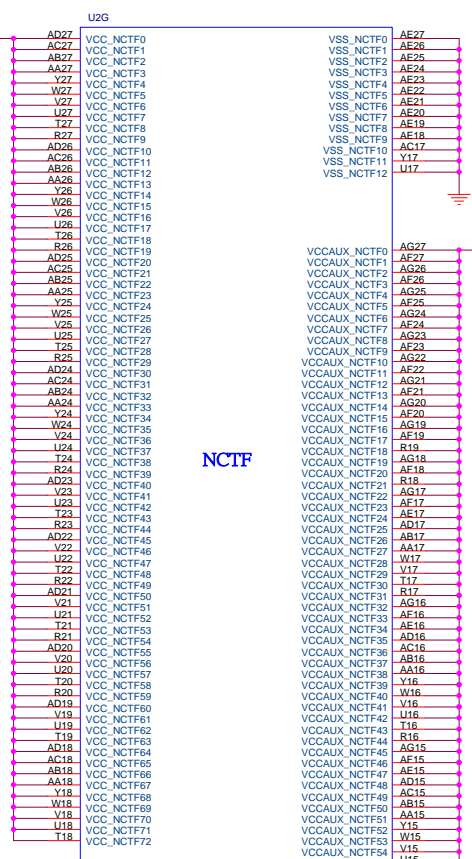 U2G
AD27 VCC_NCTF0
AC27 VCC_NCTF1
AB27 VCC_NCTF2
AA27 VCC_NCTF3
Y27 VCC_NCTF4
W27 VCC_NCTF5
V27 VCC_NCTF6
U27 VCC_NCTF7
T27 VCC_NCTF8
R27 VCC_NCTF9
AD26 VCC_NCTF10
AC26 VCC_NCTF11
AB26 VCC_NCTF12
AA26 VCC_NCTF13
Y26 VCC_NCTF14
W26 VCC_NCTF15
V26 VCC_NCTF16
U26 VCC_NCTF17
T26 VCC_NCTF18
R26 VCC_NCTF19
AD25 VCC_NCTF20
AC25 VCC_NCTF21
AB25 VCC_NCTF22
AA25 VCC_NCTF23
Y25 VCC_NCTF24
W25 VCC_NCTF25
V25 VCC_NCTF26
U25 VCC_NCTF27
T25 VCC_NCTF28
R25 VCC_NCTF29
AD24 VCC_NCTF30
AC24 VCC_NCTF31
AB24 VCC_NCTF32
AA24 VCC_NCTF33
Y24 VCC_NCTF34
W24 VCC_NCTF35
V24 VCC_NCTF36
U24 VCC_NCTF37
T24 VCC_NCTF38
R24 VCC_NCTF39
AD23 VCC_NCTF40
V23 VCC_NCTF41
U23 VCC_NCTF42
T23 VCC_NCTF43
R23 VCC_NCTF44
AD22 VCC_NCTF45
V22 VCC_NCTF46
U22 VCC_NCTF47
T22 VCC_NCTF48
R22 VCC_NCTF49
AD21 VCC_NCTF50
V21 VCC_NCTF51
U21 VCC_NCTF52
T21 VCC_NCTF53
R21 VCC_NCTF54
AD20 VCC_NCTF55
V20 VCC_NCTF56
U20 VCC_NCTF57
T20 VCC_NCTF58
R20 VCC_NCTF59
AD19 VCC_NCTF60
V19 VCC_NCTF61
U19 VCC_NCTF62
T19 VCC_NCTF63
AD18 VCC_NCTF64
AC18 VCC_NCTF65
AB18 VCC_NCTF66
AA18 VCC_NCTF67
Y18 VCC_NCTF68
W18 VCC_NCTF69
V18 VCC_NCTF70
U18 VCC_NCTF71
T18 VCC_NCTF72
NCTF
VSS_NCTF0 AE27
VSS_NCTF1 AE26
VSS_NCTF2 AE25
VSS_NCTF3 AE24
VSS_NCTF4 AE23
VSS_NCTF5 AE22
VSS_NCTF6 AE21
VSS_NCTF7 AE20
VSS_NCTF8 AE19
VSS_NCTF9 AE18
VSS_NCTF10 AC17
VSS_NCTF11 Y17
VSS_NCTF12 U17
VCCAUX_NCTF0 AG27
VCCAUX_NCTF1 AF27
VCCAUX_NCTF2 AG26
VCCAUX_NCTF3 AF26
VCCAUX_NCTF4 AG25
VCCAUX_NCTF5 AF25
VCCAUX_NCTF6 AG24
VCCAUX_NCTF7 AF24
VCCAUX_NCTF8 AG23
VCCAUX_NCTF9 AF23
VCCAUX_NCTF10 AG22
VCCAUX_NCTF11 AF22
VCCAUX_NCTF12 AG21
VCCAUX_NCTF13 AF21
VCCAUX_NCTF14 AG20
VCCAUX_NCTF15 AF20
VCCAUX_NCTF16 AG19
VCCAUX_NCTF17 AF19
VCCAUX_NCTF18 R19
VCCAUX_NCTF19 AG18
VCCAUX_NCTF20 AF18
VCCAUX_NCTF21 R18
VCCAUX_NCTF22 AG17
VCCAUX_NCTF23 AF17
VCCAUX_NCTF24 AE17
VCCAUX_NCTF25 AD17
VCCAUX_NCTF26 AB17
VCCAUX_NCTF27 AA17
VCCAUX_NCTF28 W17
VCCAUX_NCTF29 V17
VCCAUX_NCTF30 T17
VCCAUX_NCTF31 R17
VCCAUX_NCTF32 AG16
VCCAUX_NCTF33 AF16
VCCAUX_NCTF34 AE16
VCCAUX_NCTF35 AD16
VCCAUX_NCTF36 AC16
VCCAUX_NCTF37 AB16
VCCAUX_NCTF38 AA16
VCCAUX_NCTF39 Y16
VCCAUX_NCTF40 W16
VCCAUX_NCTF41 V16
VCCAUX_NCTF42 U16
VCCAUX_NCTF43 T16
VCCAUX_NCTF44 R16
VCCAUX_NCTF45 AG15
VCCAUX_NCTF46 AF15
VCCAUX_NCTF47 AE15
VCCAUX_NCTF48 AD15
VCCAUX_NCTF49 AC15
VCCAUX_NCTF50 AB15
VCCAUX_NCTF51 AA15
VCCAUX_NCTF52 Y15
VCCAUX_NCTF53 W15
VCCAUX_NCTF54 V15